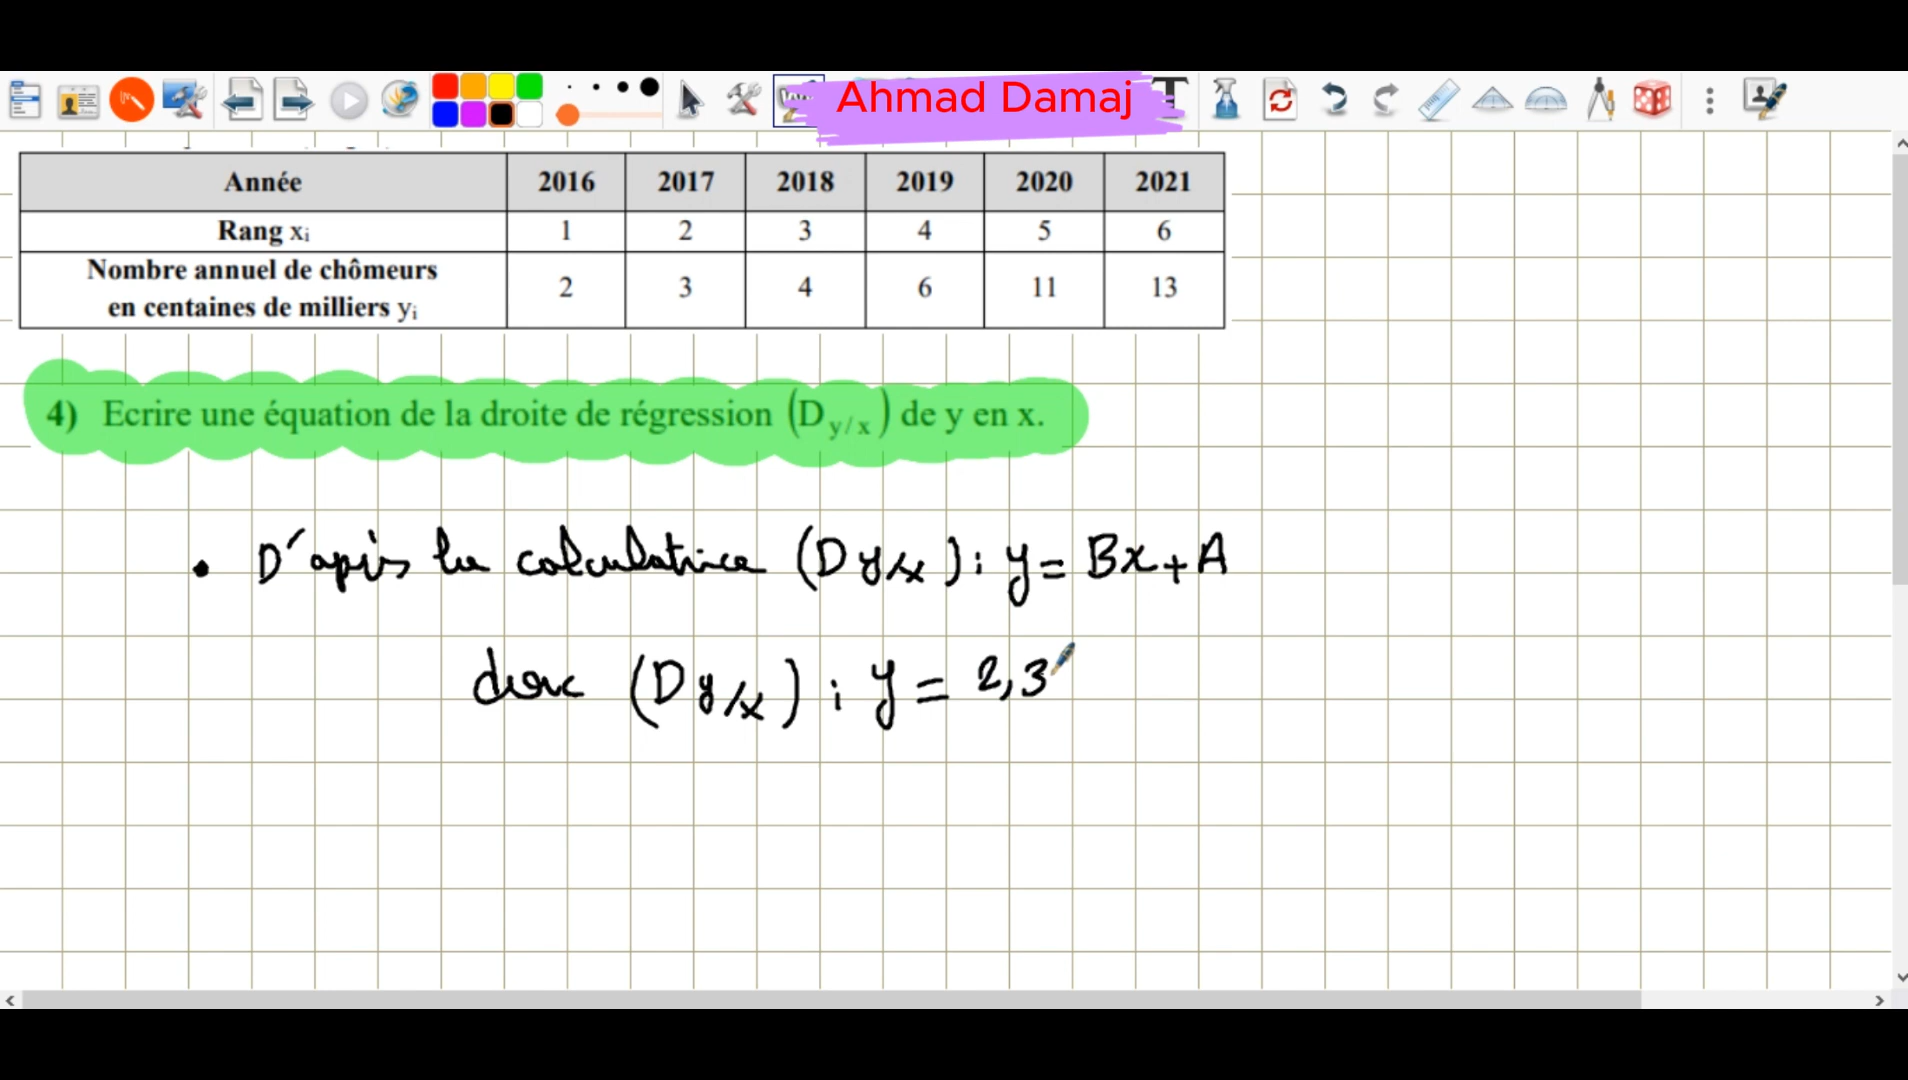 Ahmad Damaj
Année 2016 2017 2018 2019 2020 2021
Rang xi 1 2 3 4 5 6
Nombre annuel de chômeurs
en centaines de milliers yi 2 3 4 6 11 13
4) Ecrire une équation de la droite de régression (D y/x) de y en x.
• D'après la calculatrice (D y/x) : y = Bx + A
donc (D y/x) : y = 2,3